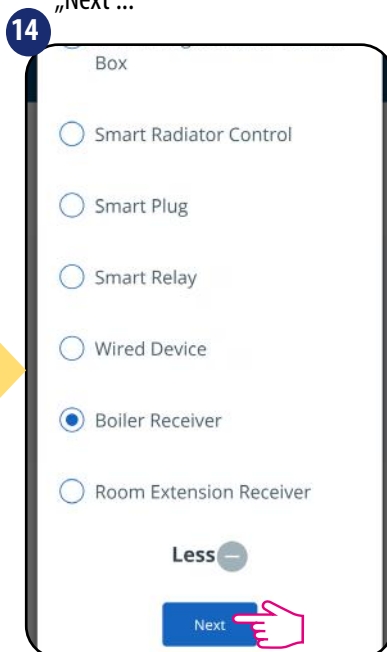 „Next“...
14
Box
Smart Radiator Control
Smart Plug
Smart Relay
Wired Device
Boiler Receiver
Room Extension Receiver
Less
Next